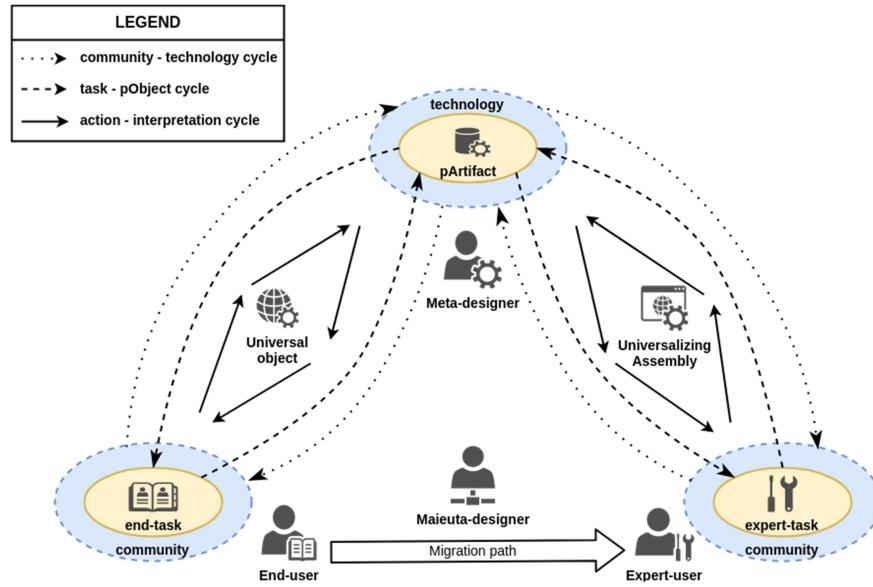 LEGEND
community - technology cycle
task - pObject cycle
action - interpretation cycle
technology
pArtifact
Meta-designer
Universal
object
Universalizing
Assembly
end-task
community
Maieuta-designer
expert-task
community
End-user
Migration path
Expert-user